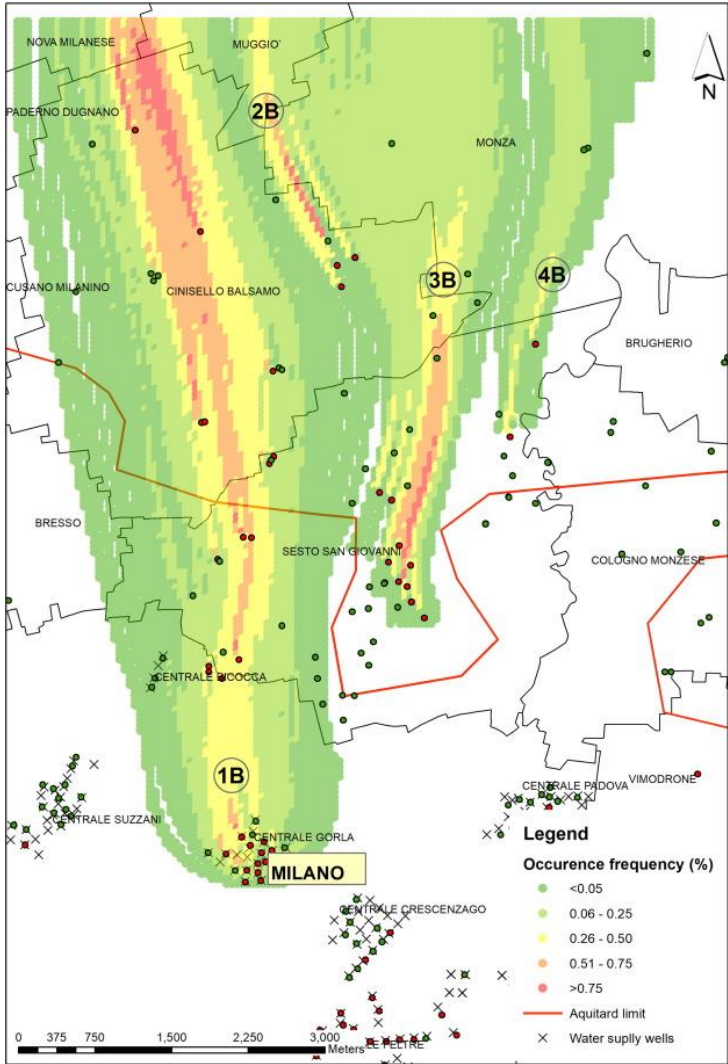 NOVA MILANESE
MUGGIO'
N
PADERNO DUGNANO
2B
MONZA
3B
4B
CUSANO MILANINO
CINISELLO BALSAMO
BRUGHERIO
BRESSO
SESTO SAN GIOVANNI
COLOGNO MONZESE
CENTRALE BICOCCA
1B
CENTRALE PADOVA
VIMODRONE
CENTRALE SUZZANI
CENTRALE GORLA
MILANO
CENTRALE CRESCENZAGO
LE FELTRE
Legend
Occurence frequency (%)
<0.05
0.06 - 0.25
0.26 - 0.50
0.51 - 0.75
>0.75
Aquitard limit
Water suplly wells
0 375 750 1,500 2,250 3,000
Meters